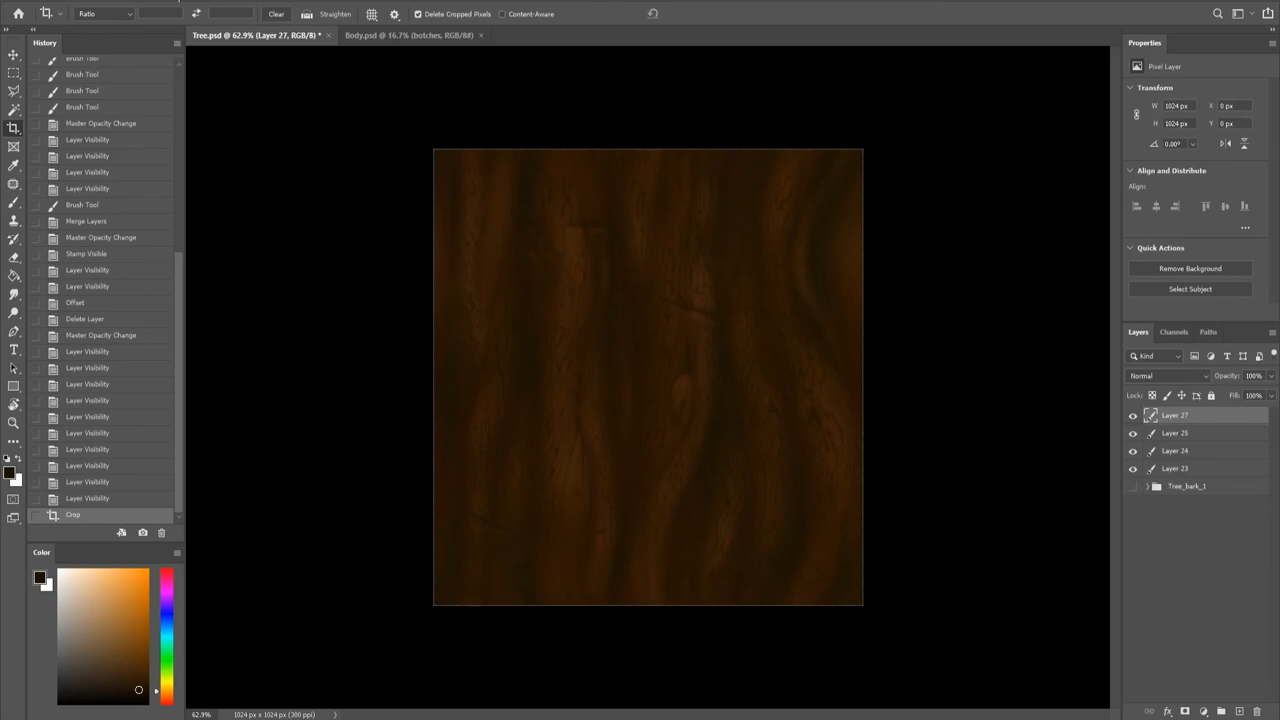 Ratio
Clear
Straighten
Delete Cropped Pixels
Content-Aware
Tree.psd @ 62.9% (Layer 27, RGB/8) *
Body.psd @ 16.7% (botches, RGB/8#)
History
Brush Tool
Brush Tool
Brush Tool
Brush Tool
Master Opacity Change
Layer Visibility
Layer Visibility
Layer Visibility
Layer Visibility
Brush Tool
Merge Layers
Master Opacity Change
Stamp Visible
Layer Visibility
Layer Visibility
Offset
Delete Layer
Master Opacity Change
Layer Visibility
Layer Visibility
Layer Visibility
Layer Visibility
Layer Visibility
Layer Visibility
Layer Visibility
Layer Visibility
Layer Visibility
Layer Visibility
Crop
Color
62.9%
1024 px x 1024 px (300 ppi)
Properties
Pixel Layer
Transform
W 1024 px X 0 px
H 1024 px Y 0 px
0.00°
Align and Distribute
Align:
Quick Actions
Remove Background
Select Subject
Layers Channels Paths
Kind
Normal Opacity: 100%
Lock: Fill: 100%
Layer 27
Layer 25
Layer 24
Layer 23
Tree_bark_1
fx